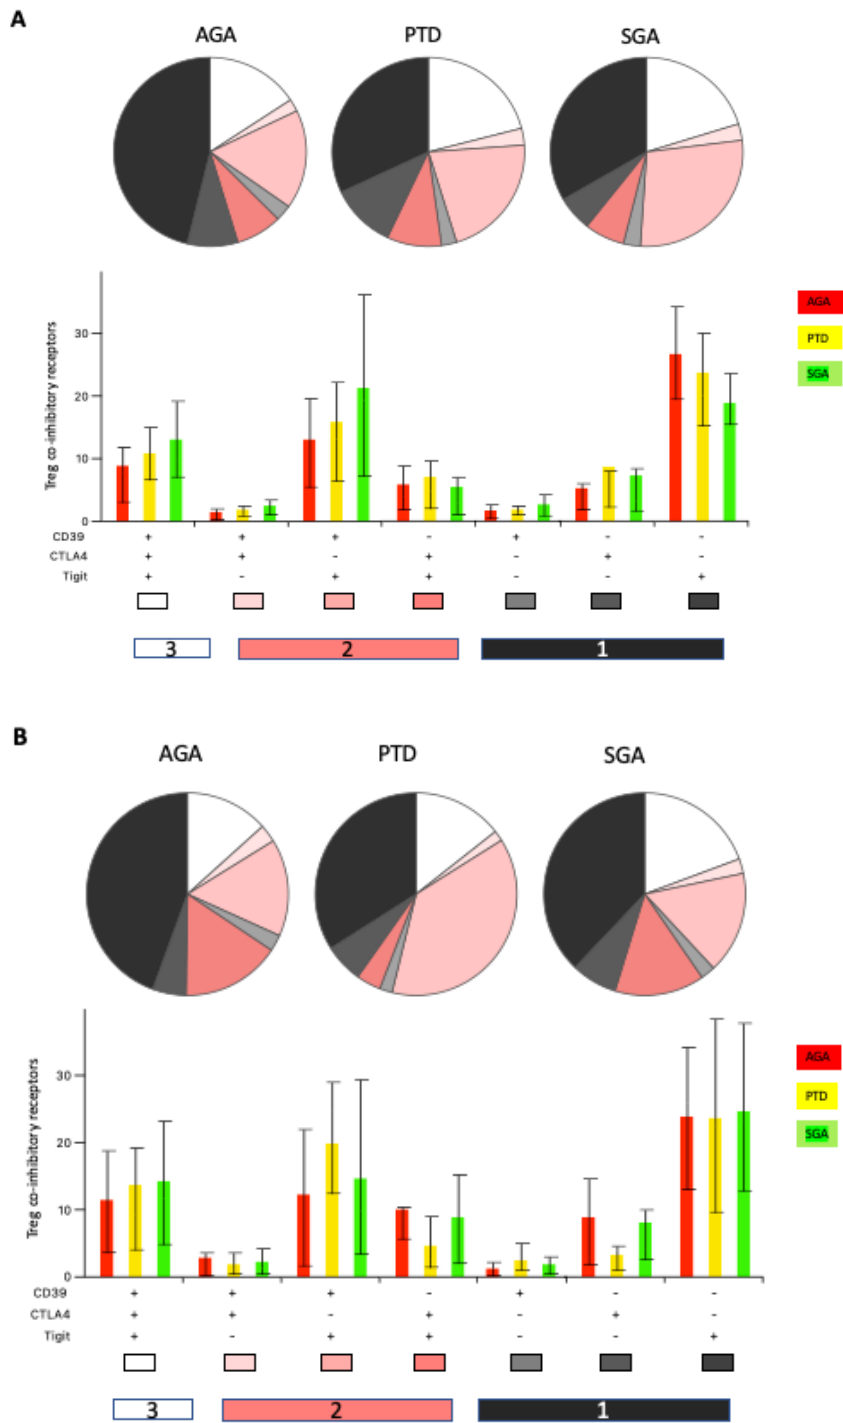 A
AGA PTD SGA
Treg co-inhibitory receptors
30
20
10
0
AGA
PTD
SGA
CD39 + + + - + - -
CTLA4 + + - + - + -
Tigit + - + + - - +
3 2 1
B
AGA PTD SGA
Treg co-inhibitory receptors
30
20
10
0
AGA
PTD
SGA
CD39 + + + - + - -
CTLA4 + + - + - + -
Tigit + - + + - - +
3 2 1